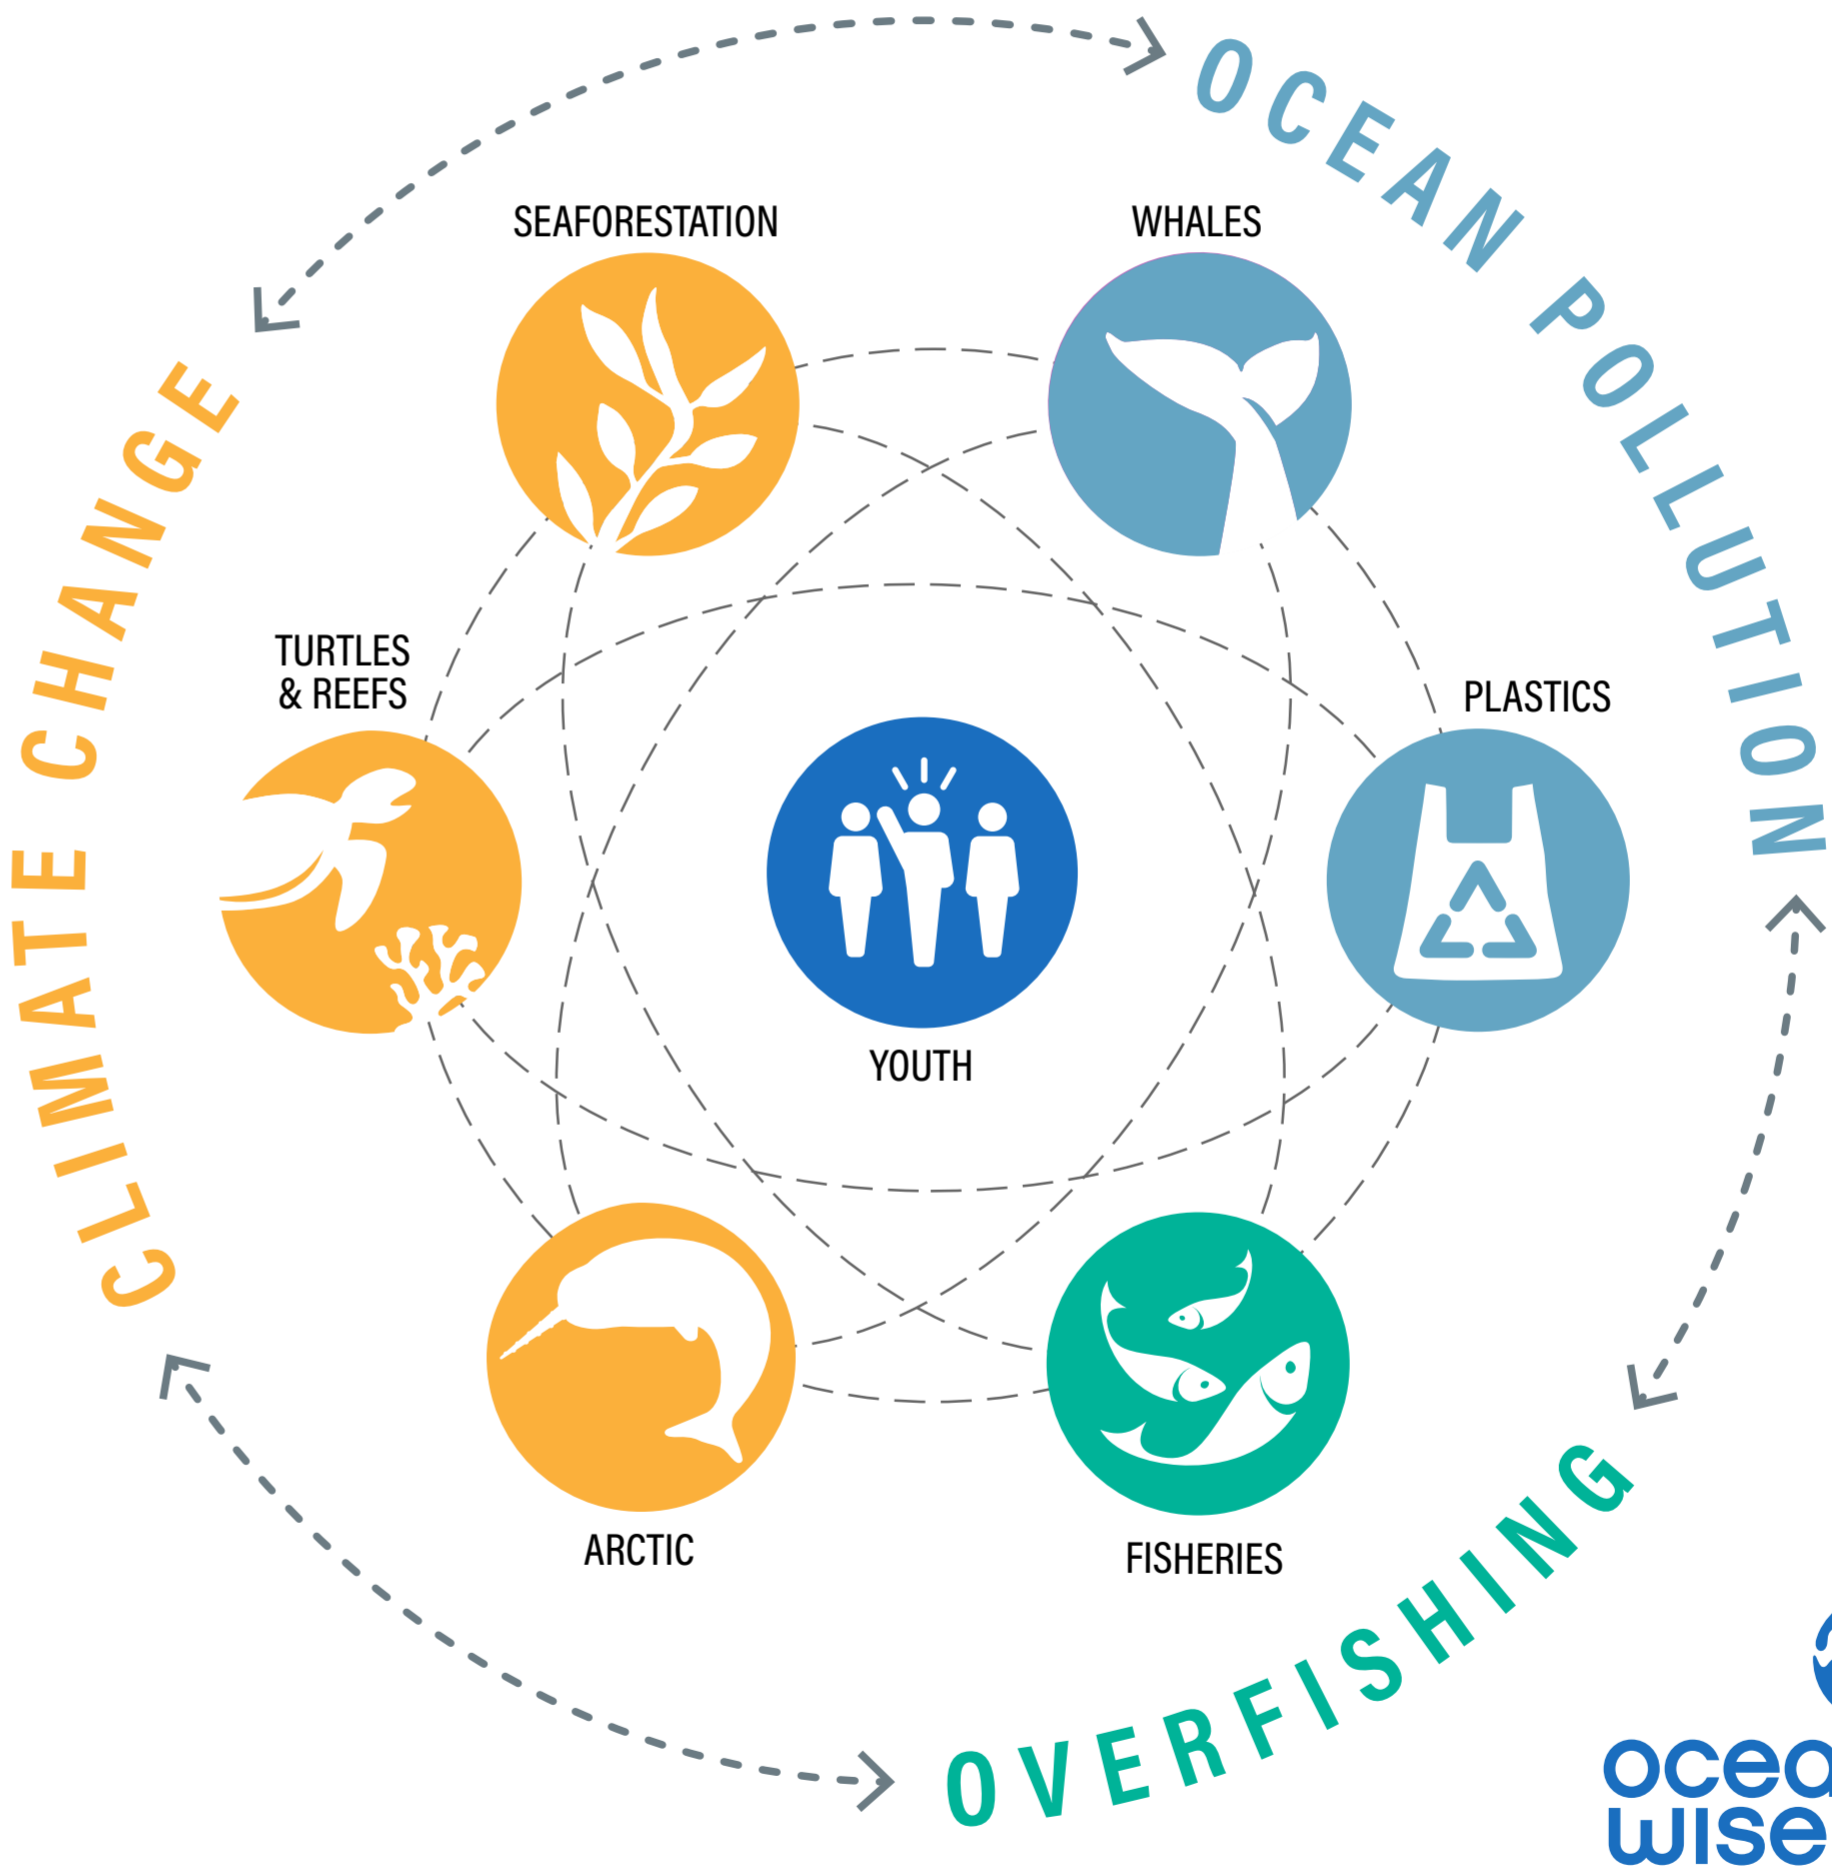 OCEAN POLLUTION
SEAFORESTATION
WHALES
CLIMATE CHANGE
TURTLES
& REEFS
PLASTICS
YOUTH
ARCTIC
FISHERIES
OVERFISHING
wise